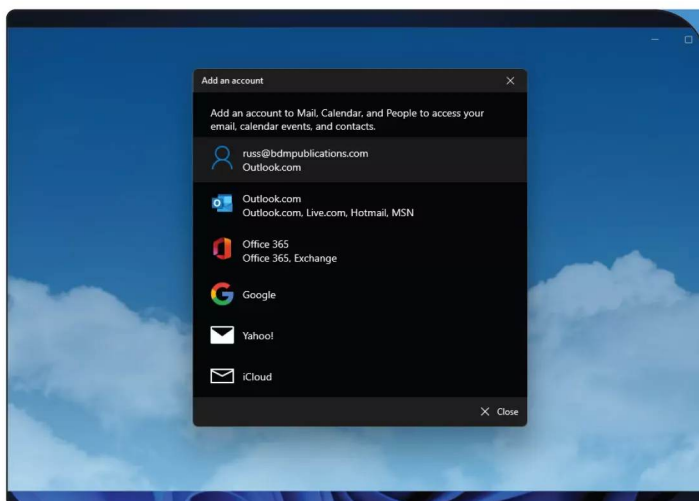 Add an account
Add an account to Mail, Calendar, and People to access your
email, calendar events, and contacts.
russ@bdmpublications.com
Outlook.com
Outlook.com
Outlook.com, Live.com, Hotmail, MSN
Office 365
Office 365, Exchange
Google
Yahoo!
iCloud
Close